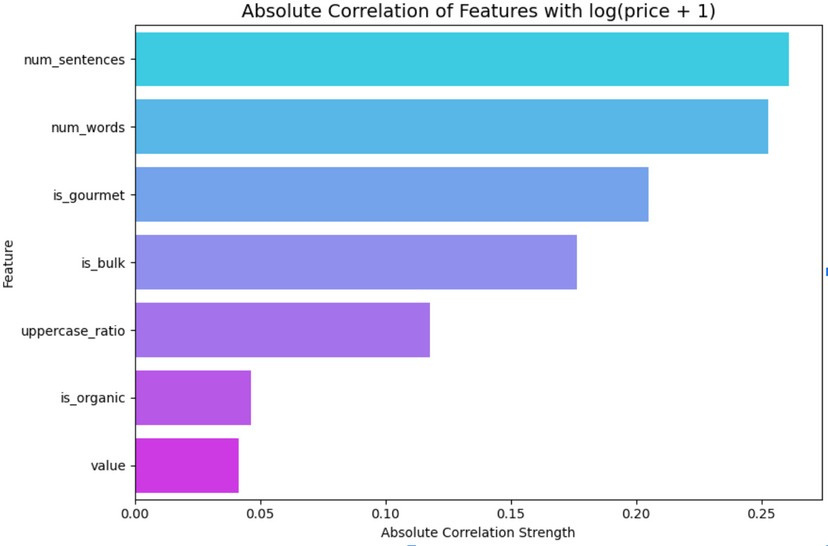 Absolute Correlation of Features with log(price + 1)
num_sentences
num_words
is_gourmet
is_bulk
uppercase_ratio
is_organic
value
Feature
0.00 0.05 0.10 0.15 0.20 0.25
Absolute Correlation Strength